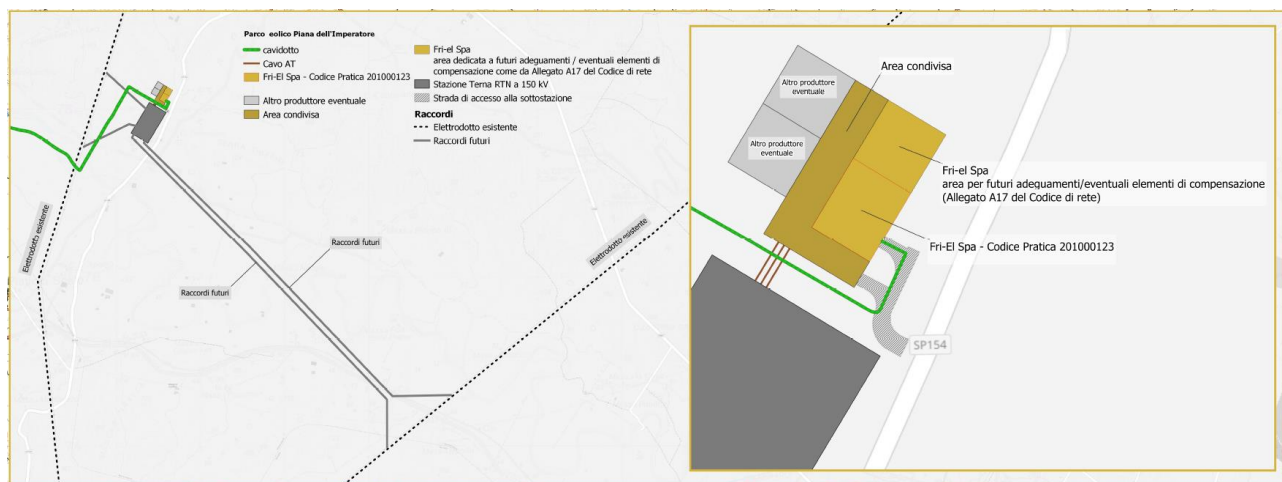 Parco eolico Piana dell'Imperatore
cavidotto
Cavo AT
Fri-El Spa - Codice Pratica 201000123
Altro produttore eventuale
Area condivisa
Fri-el Spa
area dedicata a futuri adeguamenti / eventuali elementi di
compensazione come da Allegato A17 del Codice di rete
Stazione Terna RTN a 150 kV
Strada di accesso alla sottostazione
Raccordi
Elettrodotto esistente
Raccordi futuri
Elettrodotto esistente
Raccordi futuri
Raccordi futuri
Elettrodotto esistente
Altro produttore
eventuale
Altro produttore
eventuale
Area condivisa
Fri-el Spa
area per futuri adeguamenti/eventuali elementi di compensazione
(Allegato A17 del Codice di rete)
Fri-El Spa - Codice Pratica 201000123
SP154